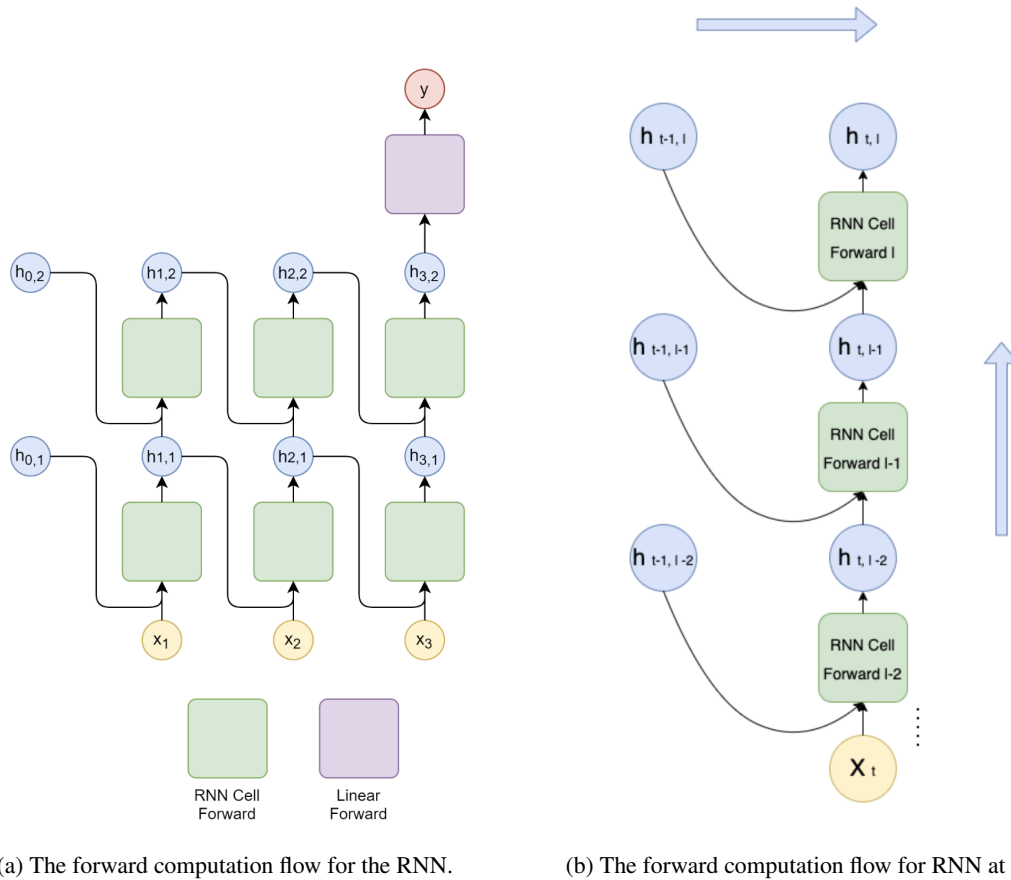 y
h0,2
h1,2
h2,2
h3,2
h0,1
h1,1
h2,1
h3,1
x1
x2
x3
RNN Cell
Forward
Linear
Forward
(a) The forward computation flow for the RNN.
h t-1, l
h t, l
RNN Cell
Forward l
h t-1, l-1
h t, l-1
RNN Cell
Forward l-1
h t-1, l -2
h t, l -2
RNN Cell
Forward l-2
X t
(b) The forward computation flow for RNN at